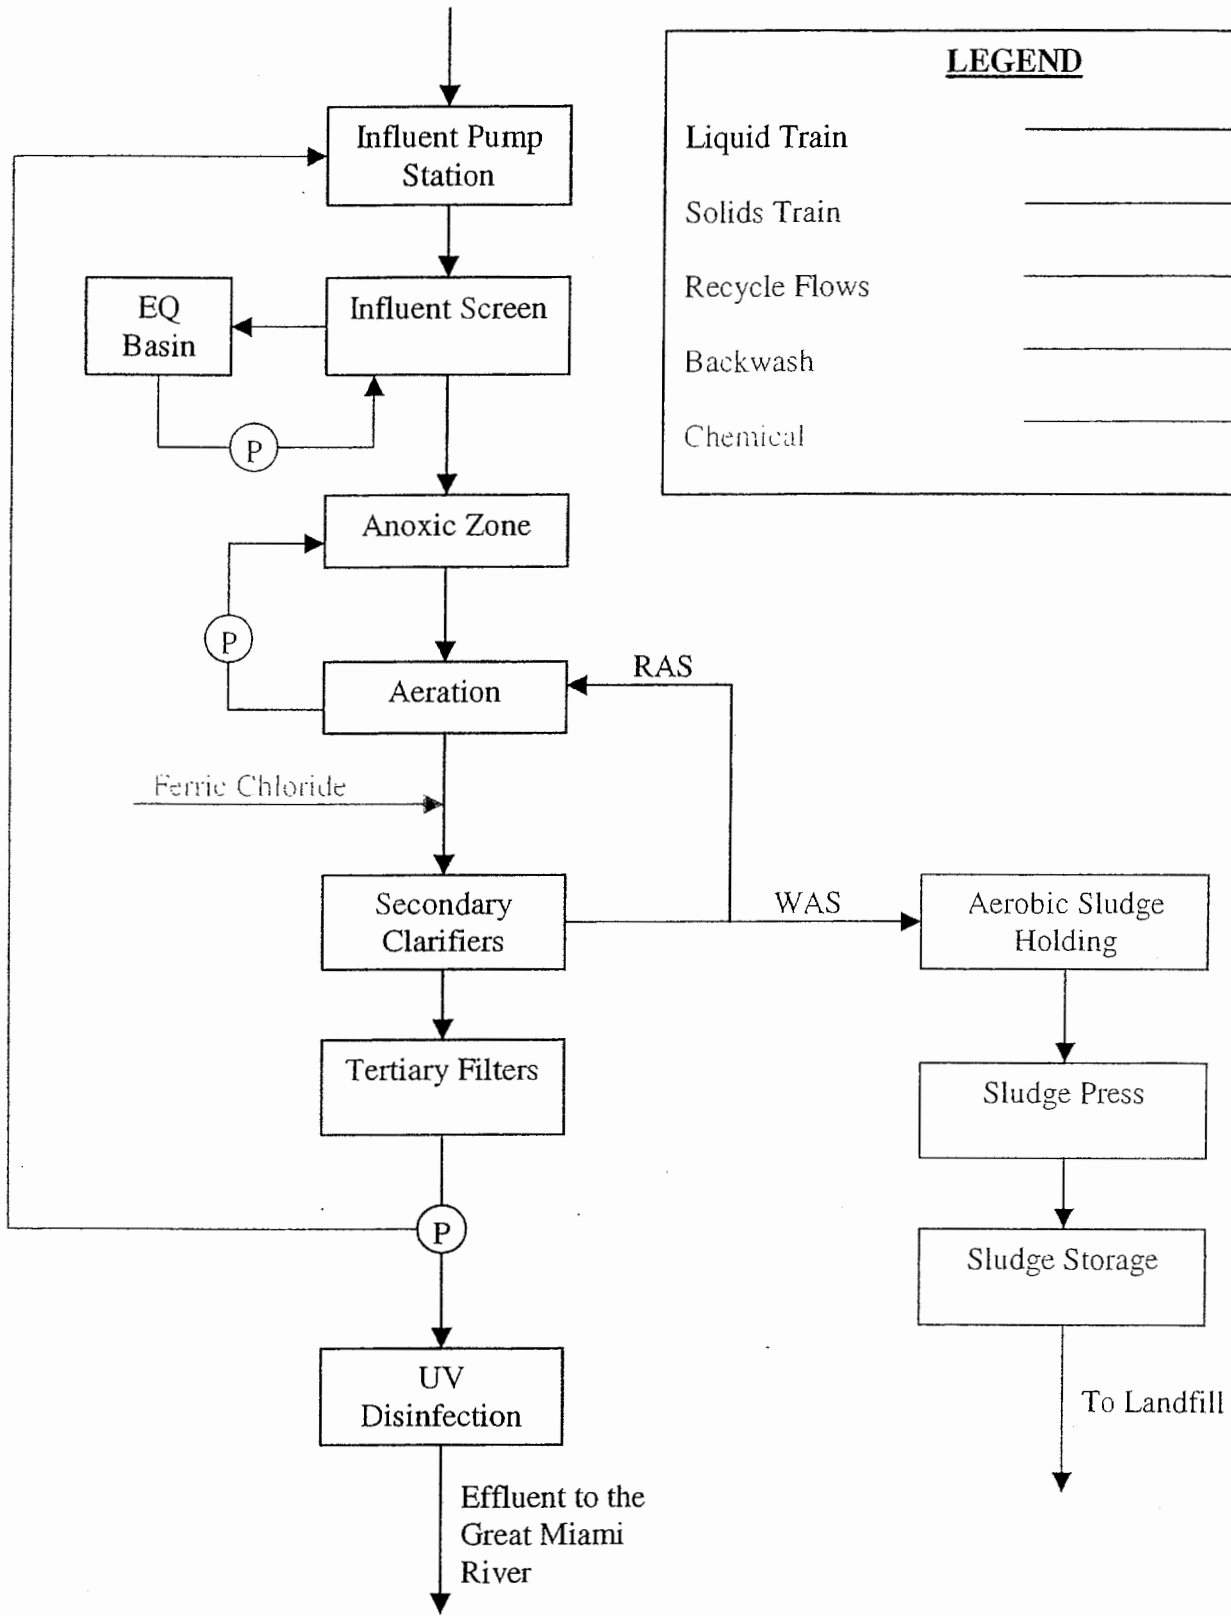 LEGEND
Liquid Train
Solids Train
Recycle Flows
Backwash
Chemical
Influent Pump
Station
EQ
Basin
Influent Screen
P
Anoxic Zone
P
RAS
Aeration
Ferric Chloride
Secondary
Clarifiers
WAS
Aerobic Sludge
Holding
Tertiary Filters
Sludge Press
P
Sludge Storage
UV
Disinfection
To Landfill
Effluent to the
Great Miami
River